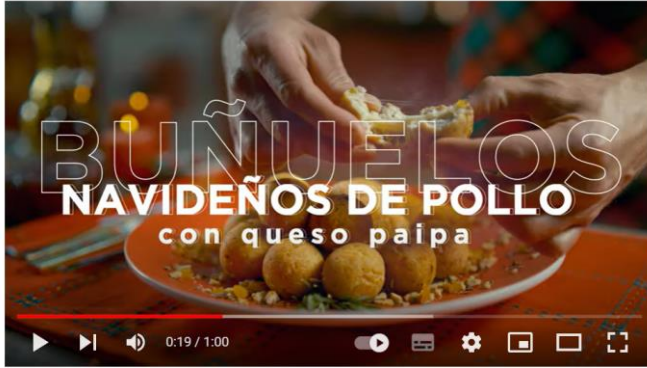 BUÑUELOS
NAVIDEÑOS DE POLLO
con queso paipa
0:19 / 1:00